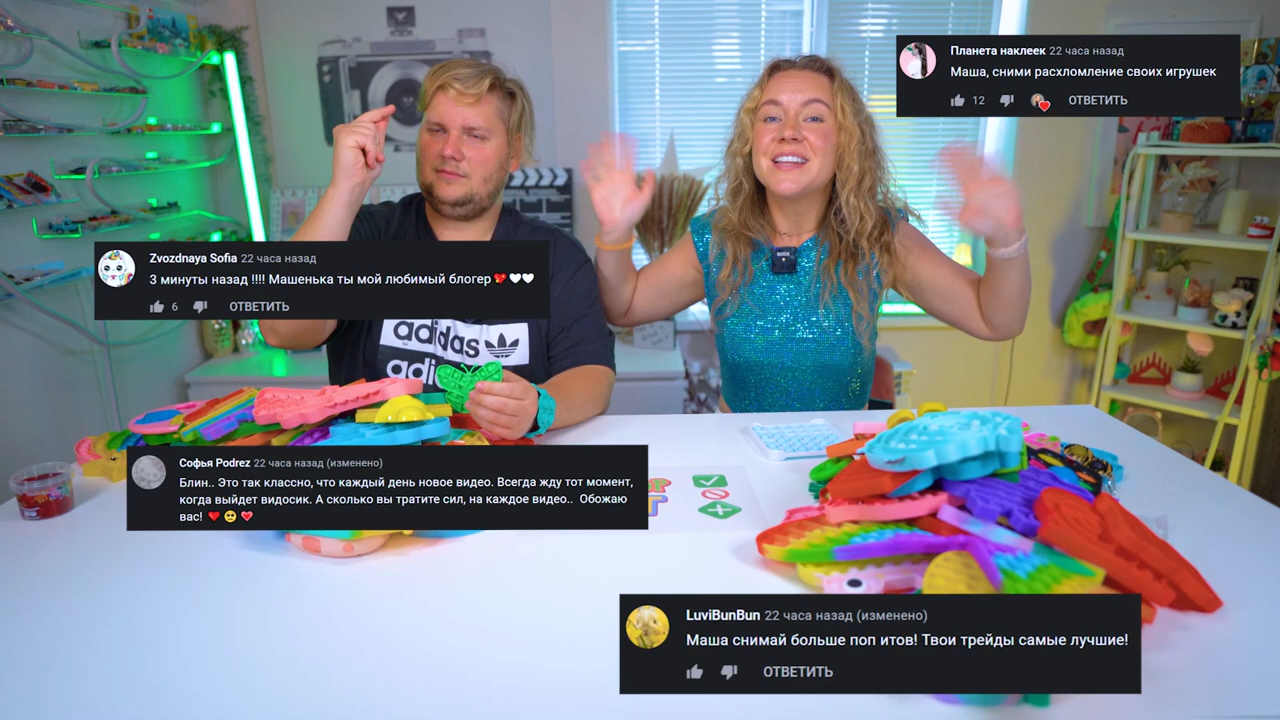 Планета наклеек 22 часа назад
Маша, сними расхломление своих игрушек
12 ОТВЕТИТЬ
Zvozdnaya Sofia 22 часа назад
3 минуты назад !!!! Машенька ты мой любимый блогер
6 ОТВЕТИТЬ
adidas
Софья Podrez 22 часа назад (изменено)
Блин.. Это так классно, что каждый день новое видео. Всегда жду тот момент,
когда выйдет видосик. А сколько вы тратите сил, на каждое видео.. Обожаю
вас!
LuviBunBun 22 часа назад (изменено)
Маша снимай больше поп итов! Твои трейды самые лучшие!
ОТВЕТИТЬ